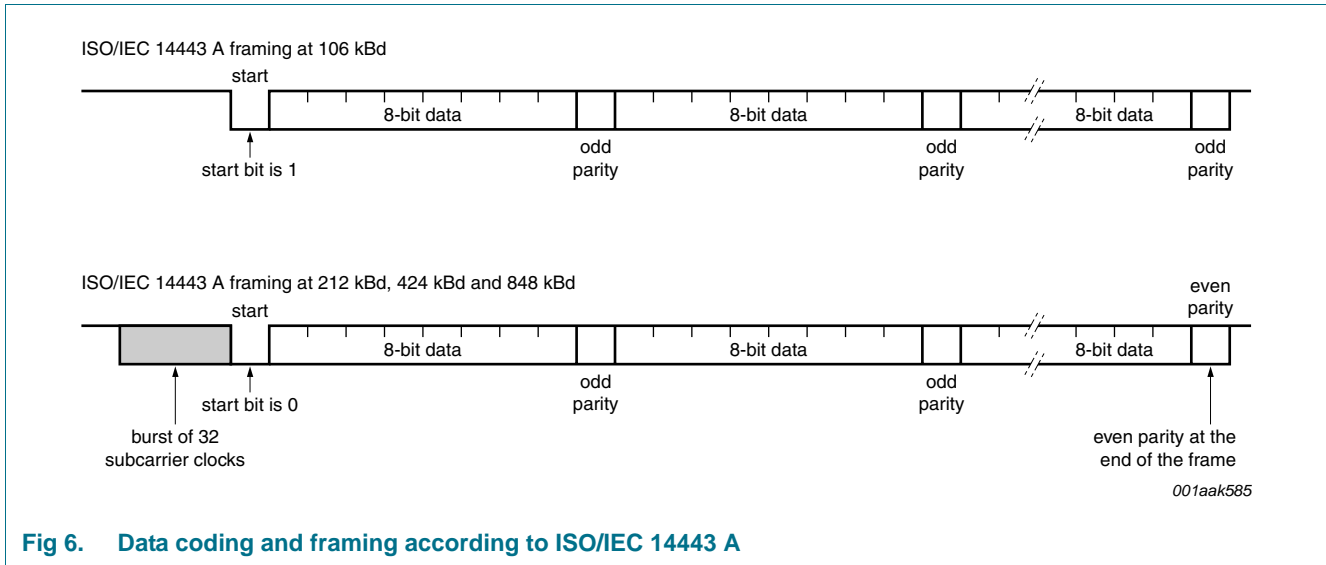 ISO/IEC 14443 A framing at 106 kBd
start
8-bit data
8-bit data
8-bit data
start bit is 1
odd
parity
odd
parity
odd
parity
ISO/IEC 14443 A framing at 212 kBd, 424 kBd and 848 kBd
start
even
parity
8-bit data
8-bit data
8-bit data
start bit is 0
odd
parity
odd
parity
burst of 32
subcarrier clocks
even parity at the
end of the frame
001aak585
Fig 6. Data coding and framing according to ISO/IEC 14443 A